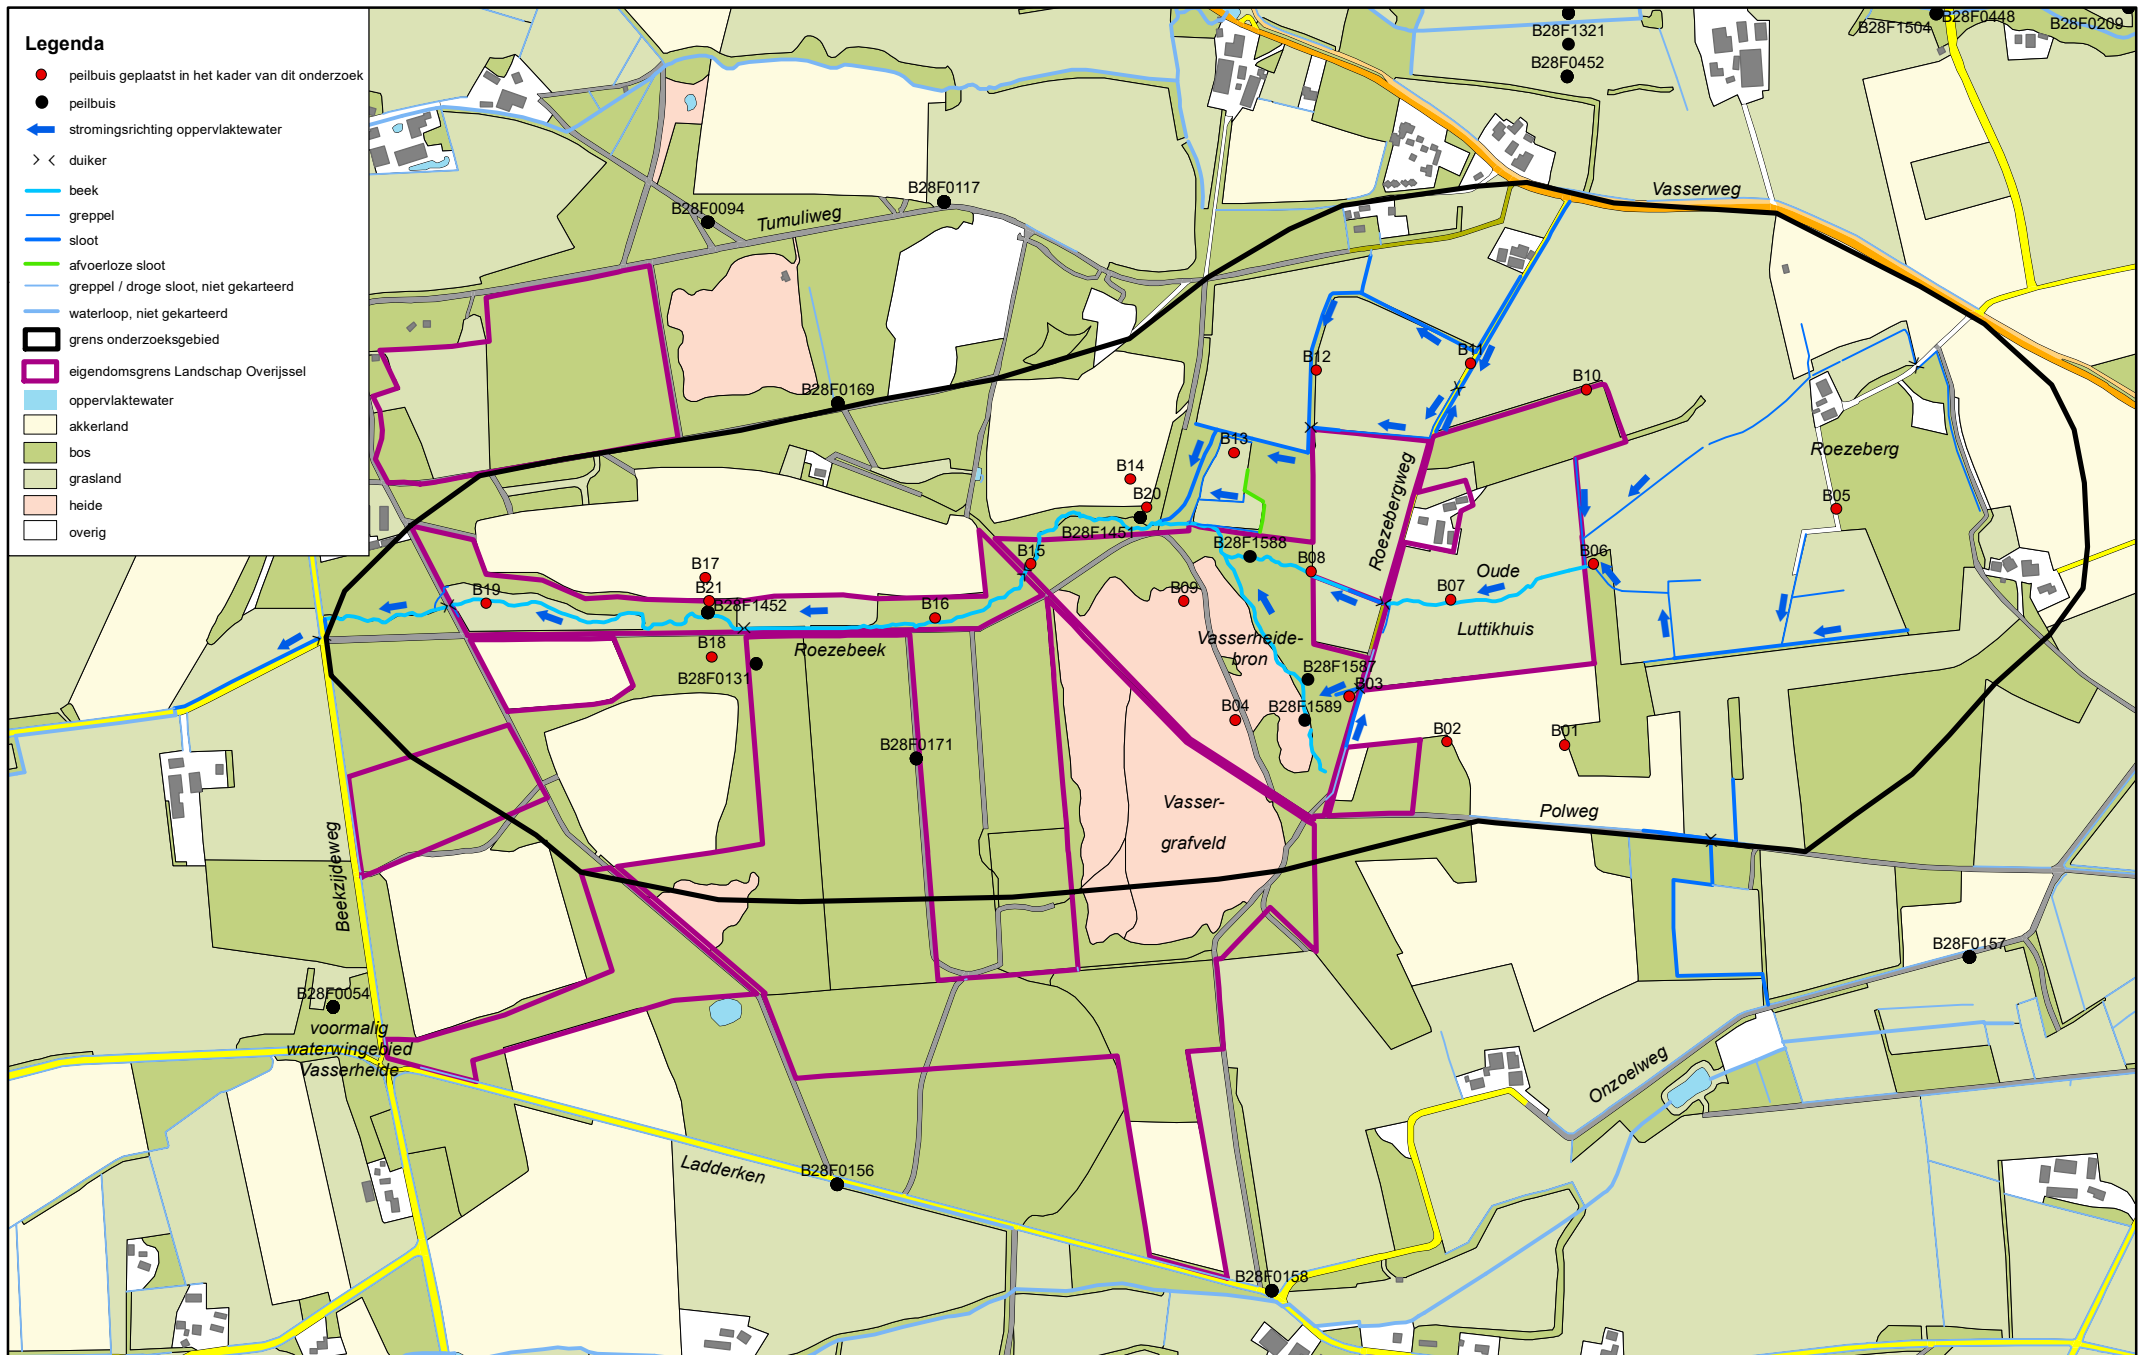 Legenda
peilbuis geplaatst in het kader van dit onderzoek
peilbuis
stromingsrichting oppervlaktewater
duiker
beek
greppel
sloot
afvoerloze sloot
greppel / droge sloot, niet gekarteerd
waterloop, niet gekarteerd
grens onderzoeksgebied
eigendomsgrens Landschap Overijssel
oppervlaktewater
akkerland
bos
grasland
heide
overig
B28F1321
B28F0452
B28F1504
B28F0448
B28F0209
B28F0117
B28F0094
Tumuliweg
Vasserweg
B28F0169
B12
B11
B10
B13
B14
B20
B28F1451
Roezebergweg
Roezeberg
B05
B28F1588
B15
B08
B06
Oude
B07
Luttikhuis
B17
B21
B28F1452
B19
B16
B09
Roezebeek
B18
B28F0131
Vasserheide-
bron
B28F1587
B03
B28F1589
B04
B02
B01
B28F0171
Vasser-
grafveld
Polweg
Beekzijdeweg
B28F0157
B28F0054
voormalig
waterwingebied
Vasserheide
Onzoelweg
Ladderken
B28F0156
B28F0158